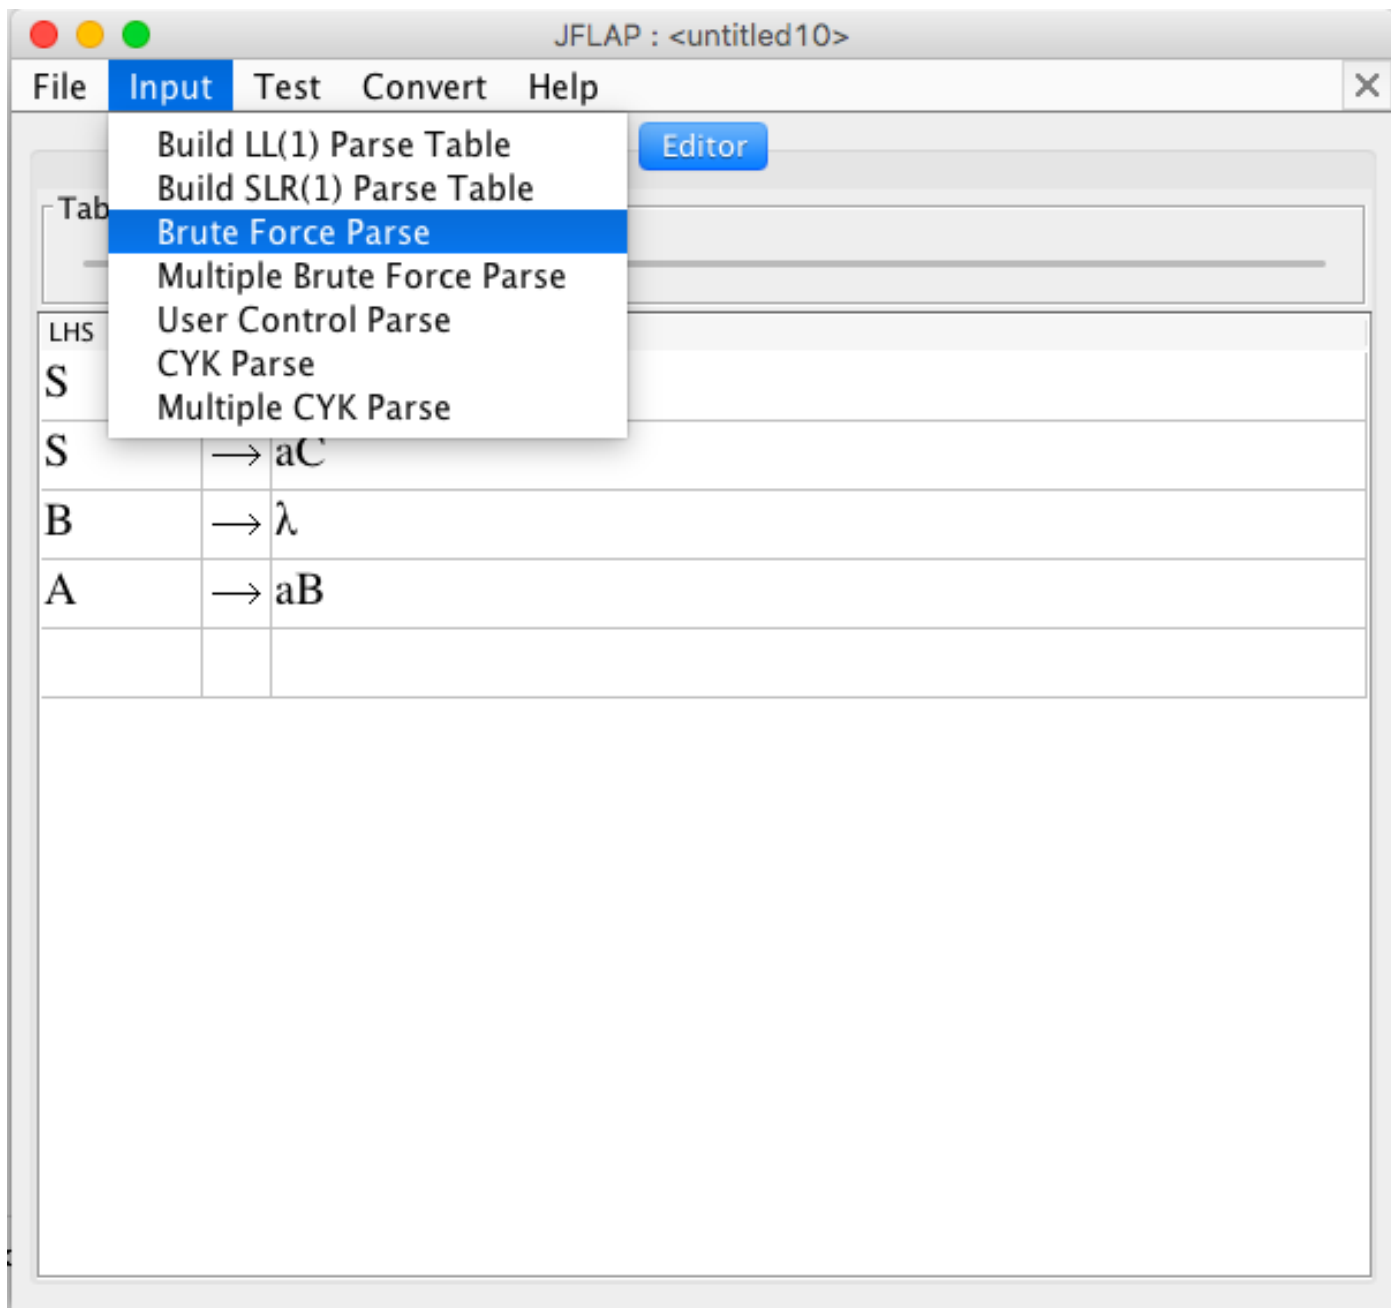 JFLAP : <untitled10>
File Input Test Convert Help
Build LL(1) Parse Table
Editor
Build SLR(1) Parse Table
Tab
Brute Force Parse
Multiple Brute Force Parse
User Control Parse
LHS
CYK Parse
S
Multiple CYK Parse
S → aC
B → λ
A → aB